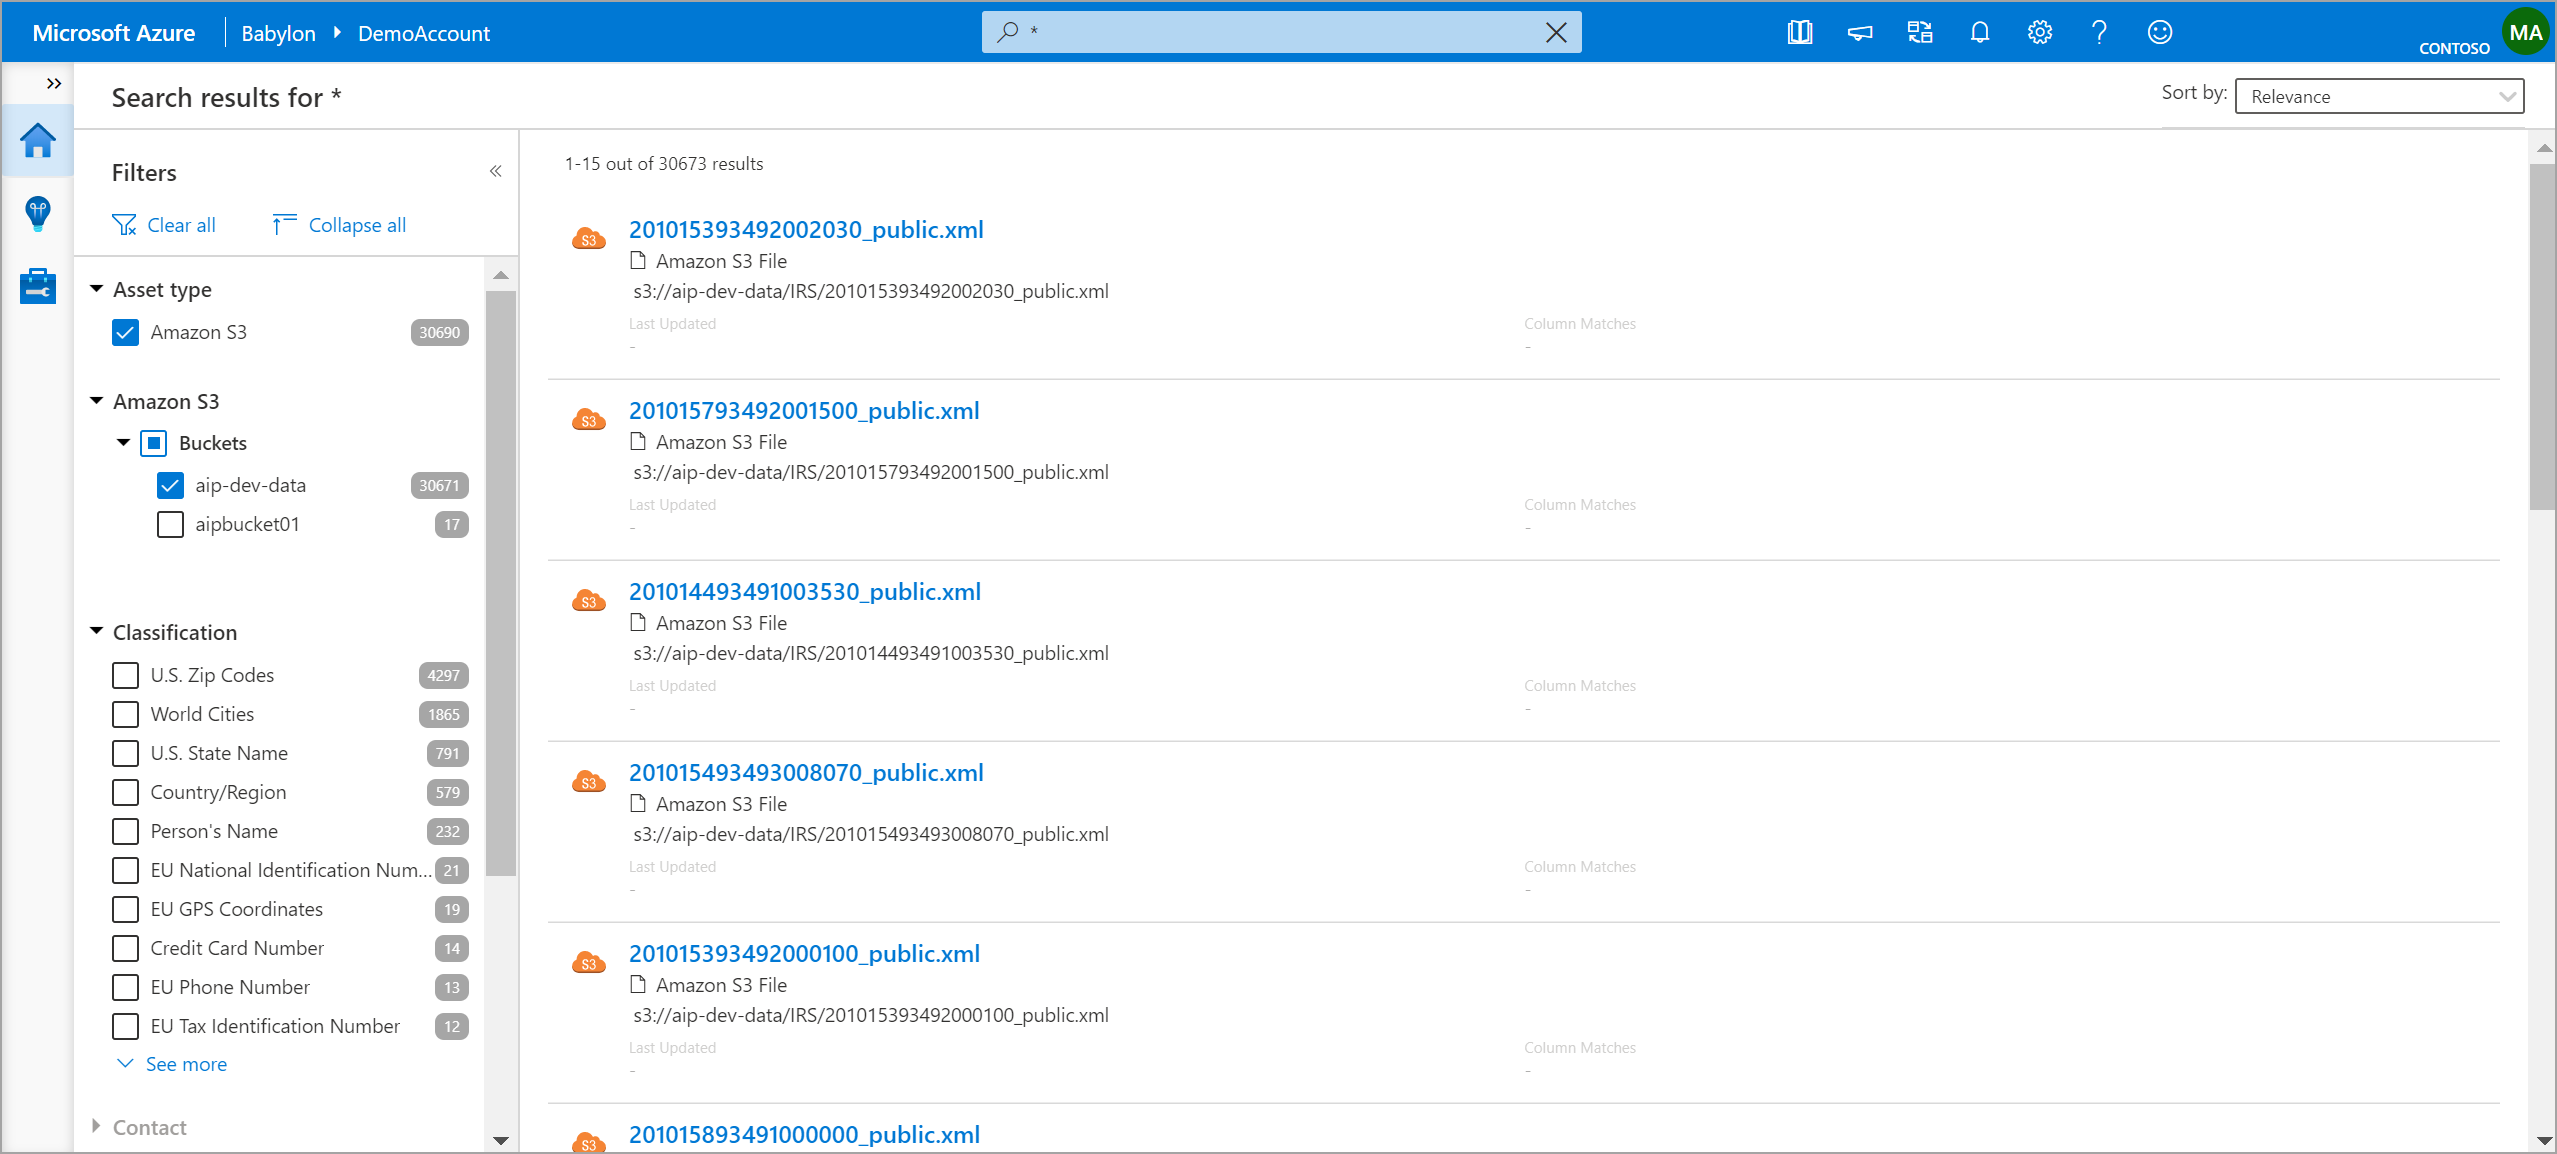 Microsoft Azure
Babylon
DemoAccount
*
CONTOSO
MA
Search results for *
Sort by:
Relevance
Filters
Clear all
Collapse all
Asset type
Amazon S3
30690
Amazon S3
Buckets
aip-dev-data
30671
aipbucket01
17
Classification
U.S. Zip Codes
4297
World Cities
1865
U.S. State Name
791
Country/Region
579
Person's Name
232
EU National Identification Num...
21
EU GPS Coordinates
19
Credit Card Number
14
EU Phone Number
13
EU Tax Identification Number
12
See more
Contact
1-15 out of 30673 results
S3
201015393492002030_public.xml
Amazon S3 File
s3://aip-dev-data/IRS/201015393492002030_public.xml
Last Updated
Column Matches
-
-
S3
201015793492001500_public.xml
Amazon S3 File
s3://aip-dev-data/IRS/201015793492001500_public.xml
Last Updated
Column Matches
-
-
S3
201014493491003530_public.xml
Amazon S3 File
s3://aip-dev-data/IRS/201014493491003530_public.xml
Last Updated
Column Matches
-
-
S3
201015493493008070_public.xml
Amazon S3 File
s3://aip-dev-data/IRS/201015493493008070_public.xml
Last Updated
Column Matches
-
-
S3
201015393492000100_public.xml
Amazon S3 File
s3://aip-dev-data/IRS/201015393492000100_public.xml
Last Updated
Column Matches
-
-
S3
201015893491000000_public.xml